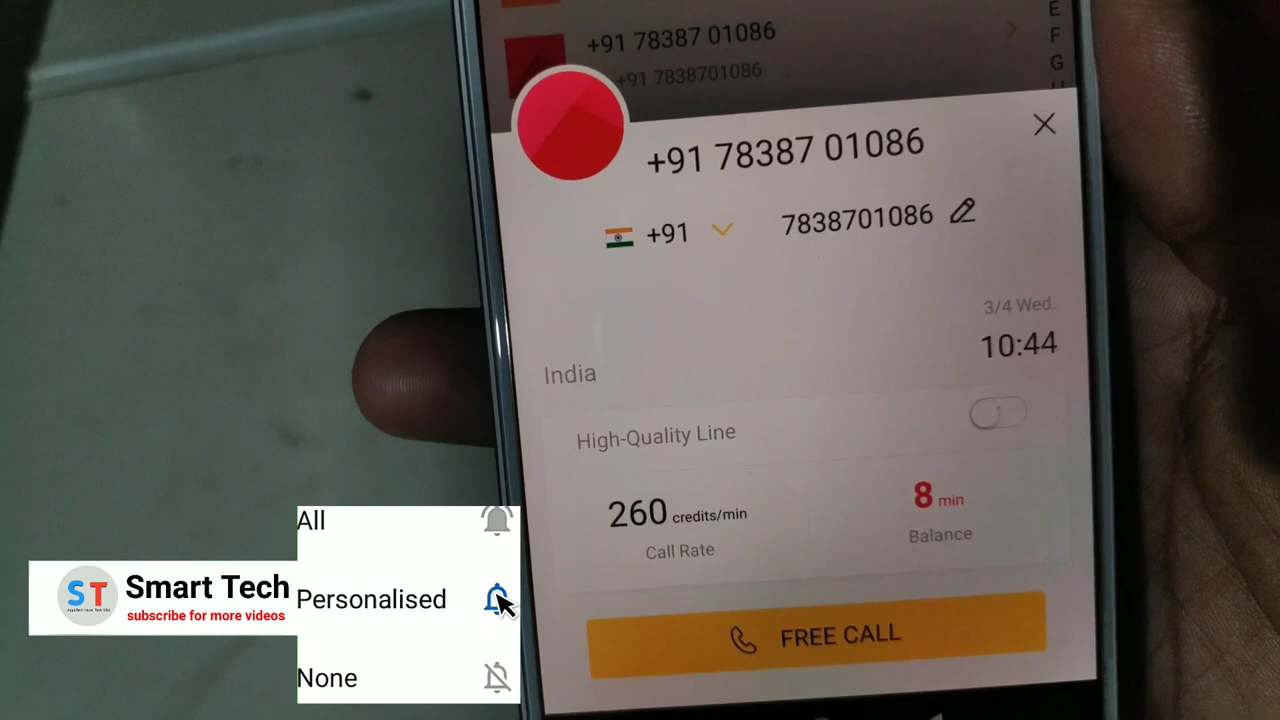 +91 78387 01086
+91 7838701086
E
F
G
+91 78387 01086
+91 7838701086
3/4 Wed.
10:44
India
High-Quality Line
260 credits/min
8 min
Call Rate
Balance
FREE CALL
All
ST
Smart Tech
subscribe for more videos
Personalised
None